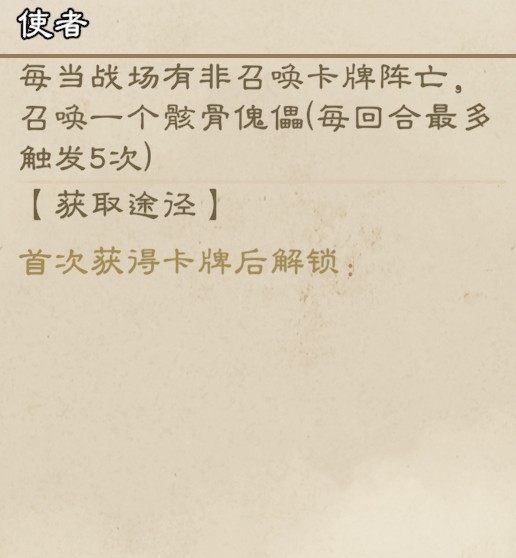 使者
每当战场有非召唤卡牌阵亡，
召唤一个骸骨傀儡(每回合最多
触发5次)
【获取途径】
首次获得卡牌后解锁：